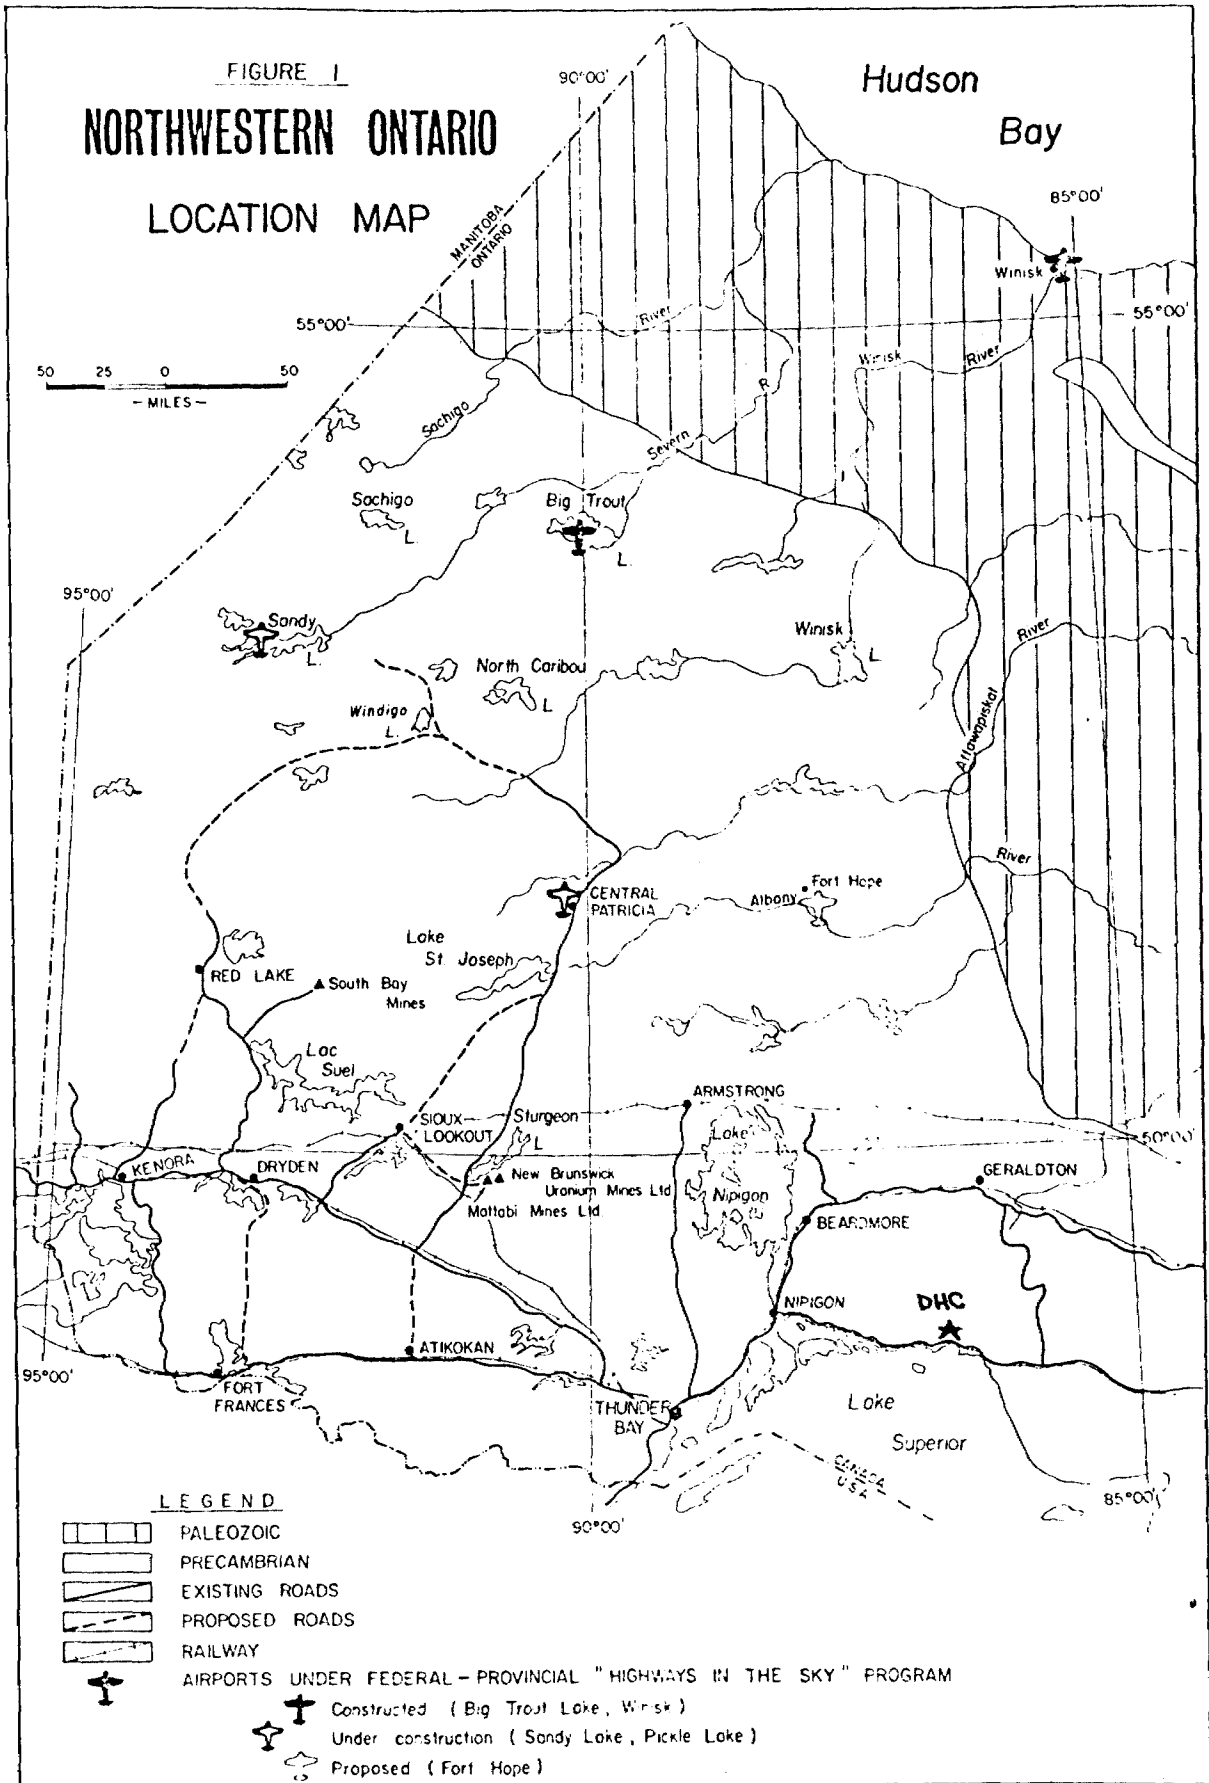 FIGURE 1
NORTHWESTERN ONTARIO
LOCATION MAP
90°00'
Hudson
Bay
85°00'
MANITOBA
ONTARIO
Winisk
55°00'
River
55°00'
50 25 0 50
– MILES –
Winisk
River
Sachigo
R.
Severn
Sachigo
L.
Big Trout
L.
95°00'
Sandy
L.
Winisk
L
River
North Caribou
L
Windigo
L.
Attawapiskat
River
Fort Hope
Albany
CENTRAL
PATRICIA
Lake
St. Joseph
RED LAKE
South Bay
Mines
Lac
Suel
ARMSTRONG
SIOUX
LOOKOUT
Sturgeon
L
Lake
Nipigon
50°00'
KENORA
DRYDEN
New Brunswick
Uranium Mines Ltd
Mattabi Mines Ltd.
GERALDTON
BEARDMORE
NIPIGON
DHC
ATIKOKAN
95°00'
FORT
FRANCES
THUNDER
BAY
Lake
Superior
CANADA
U.S.A.
85°00'
90°00'
LEGEND
PALEOZOIC
PRECAMBRIAN
EXISTING ROADS
PROPOSED ROADS
RAILWAY
AIRPORTS UNDER FEDERAL – PROVINCIAL "HIGHWAYS IN THE SKY" PROGRAM
Constructed (Big Trout Lake, Winisk)
Under construction (Sandy Lake, Pickle Lake)
Proposed (Fort Hope)